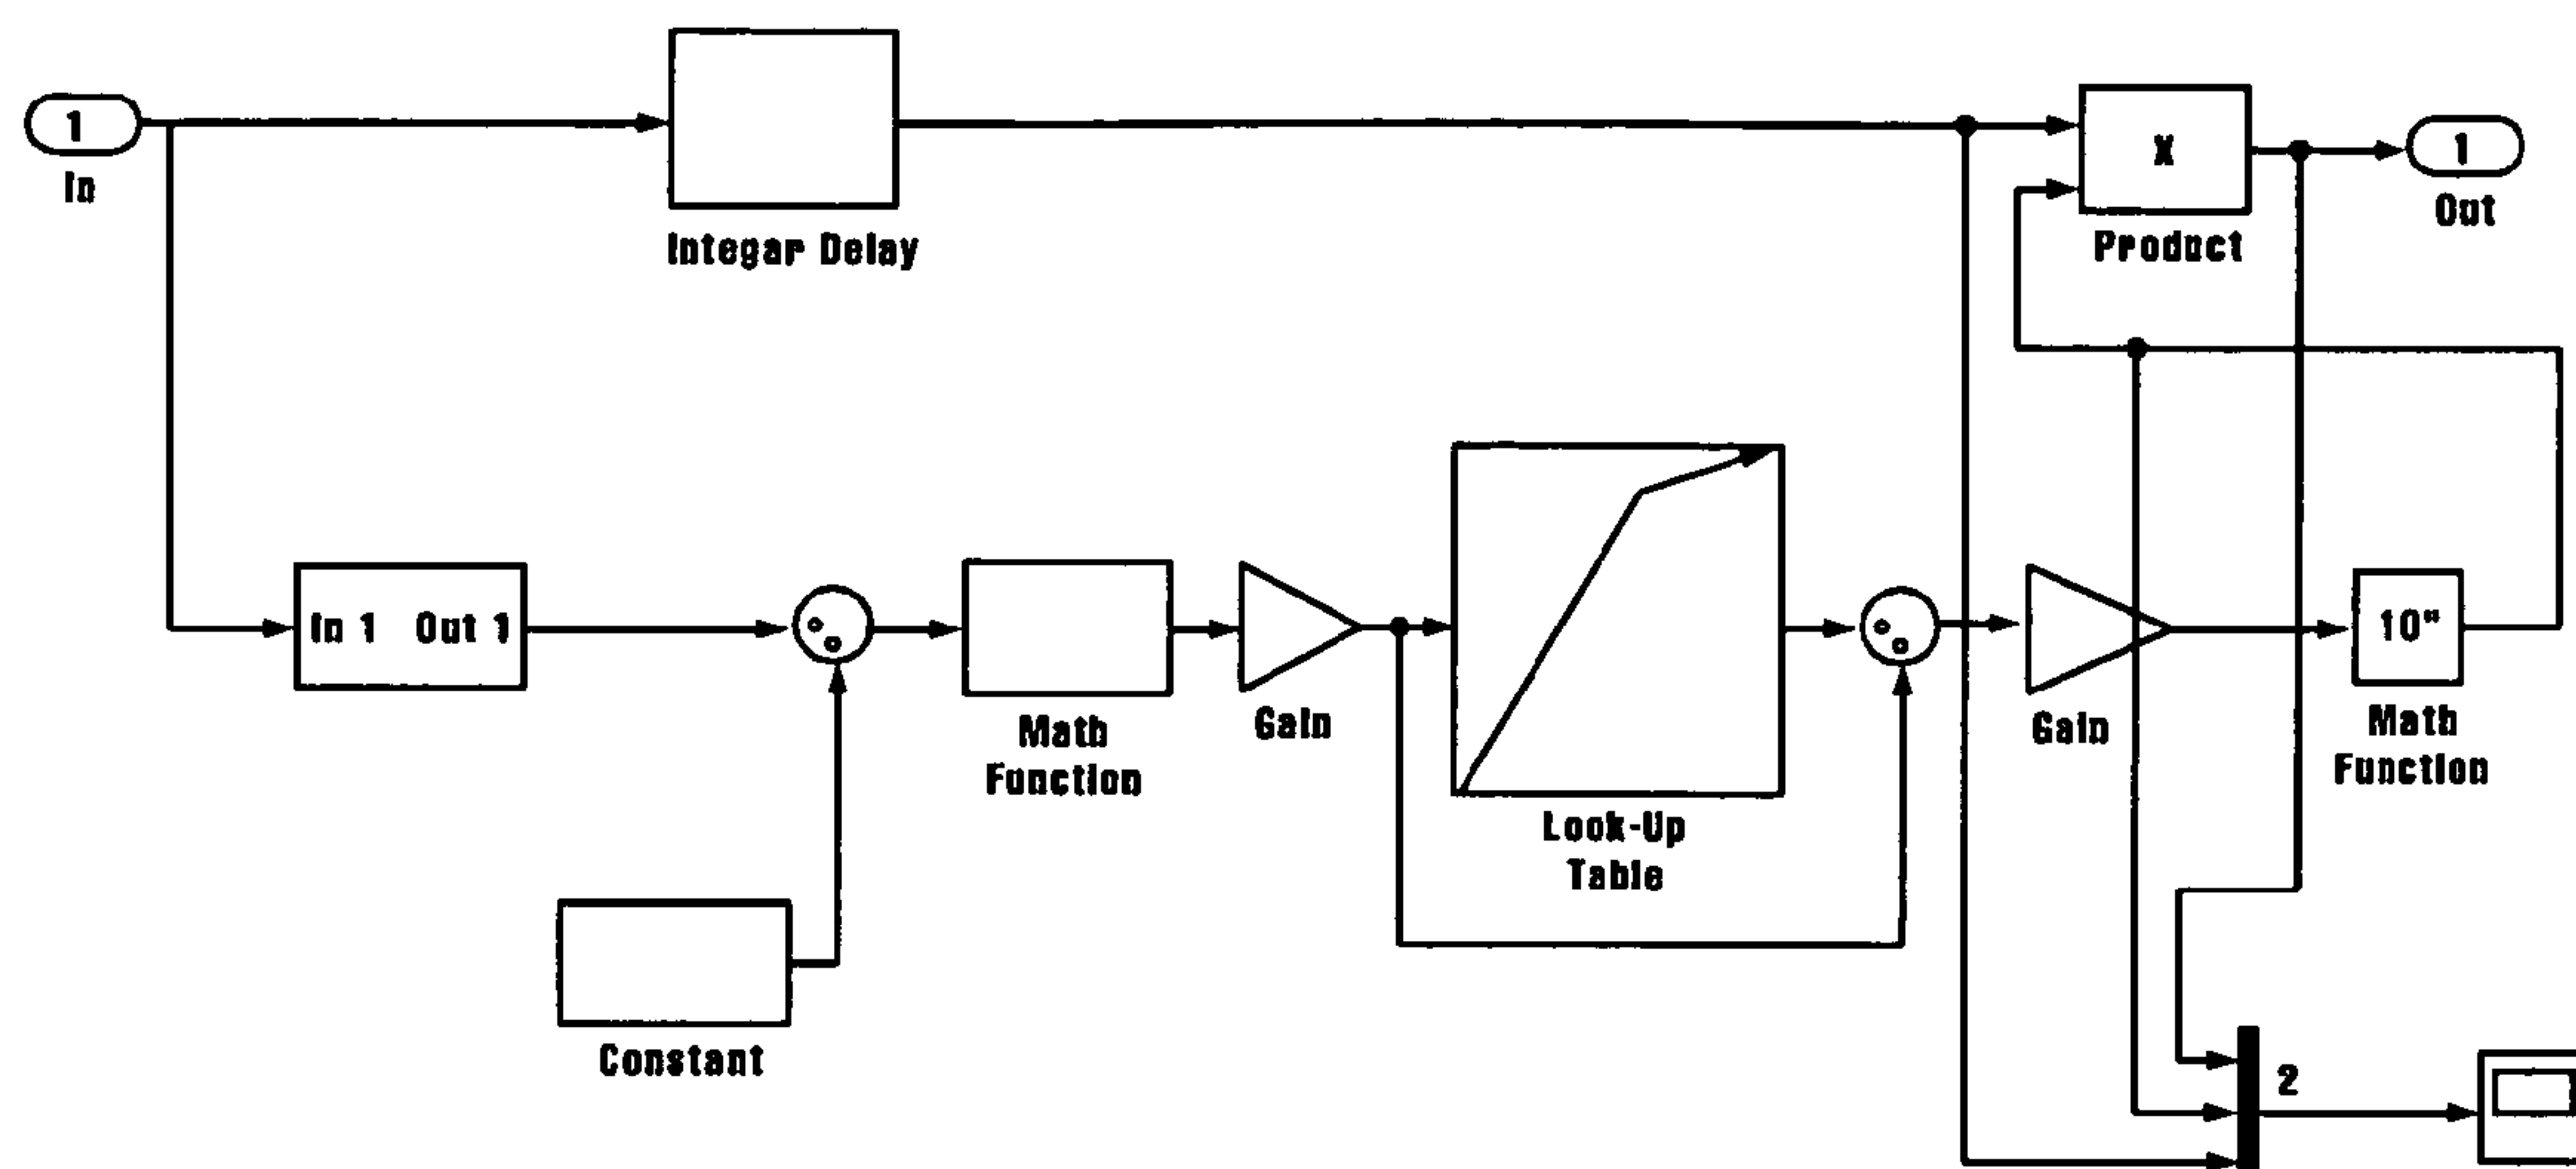 1
In
Integar Delay
X
Product
1
Out
In 1 Out 1
Math
Function
Gain
Look-Up
Table
Gain
10"
Math
Function
Constant
2